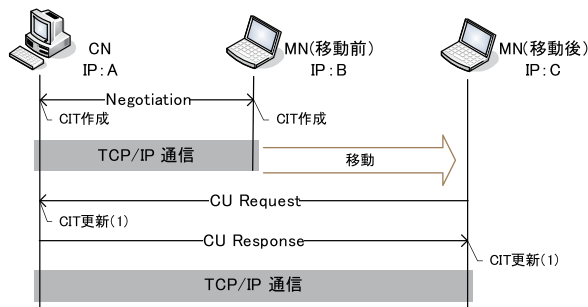 CN
IP:A
MN(移動前)
IP:B
MN(移動後)
IP:C
Negotiation
CIT作成
CIT作成
TCP/IP 通信
移動
CU Request
CIT更新(1)
CU Response
CIT更新(1)
TCP/IP 通信